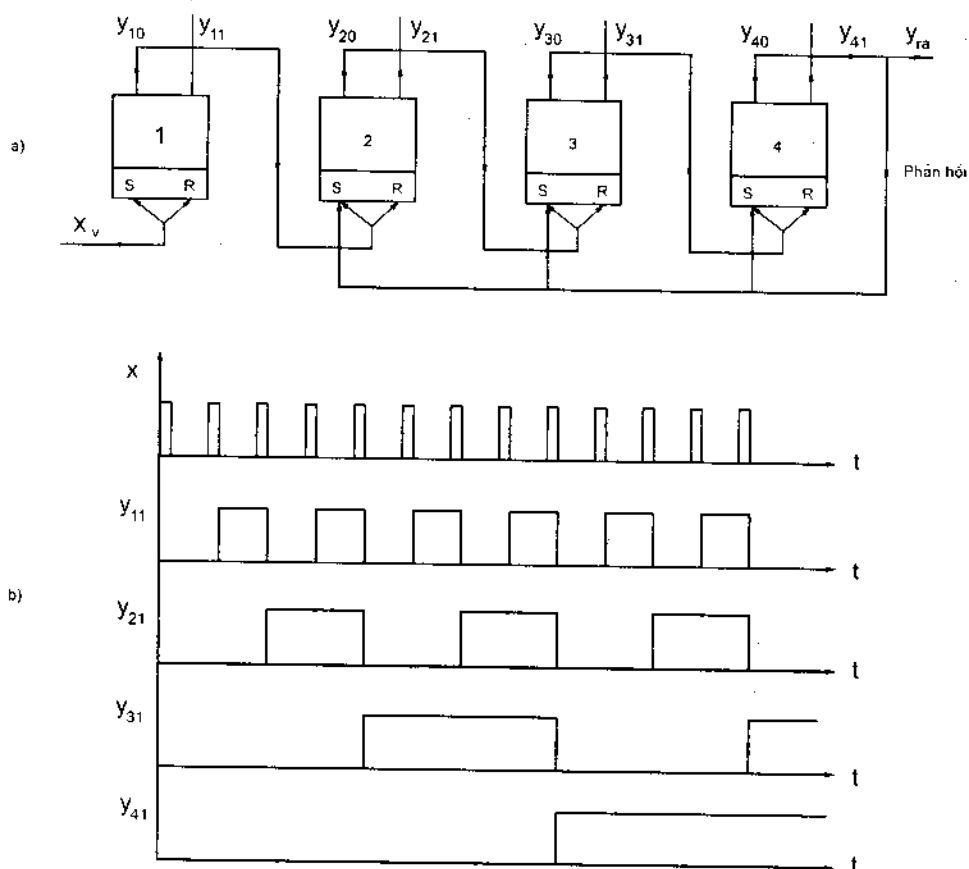 y10 y11 y20 y21 y30 y31 y40 y41 yra
a)
1 2 3 4
S R S R S R S R
Phản hồi
Xv
x
t
y11
t
b)
y21
t
y31
t
y41
t